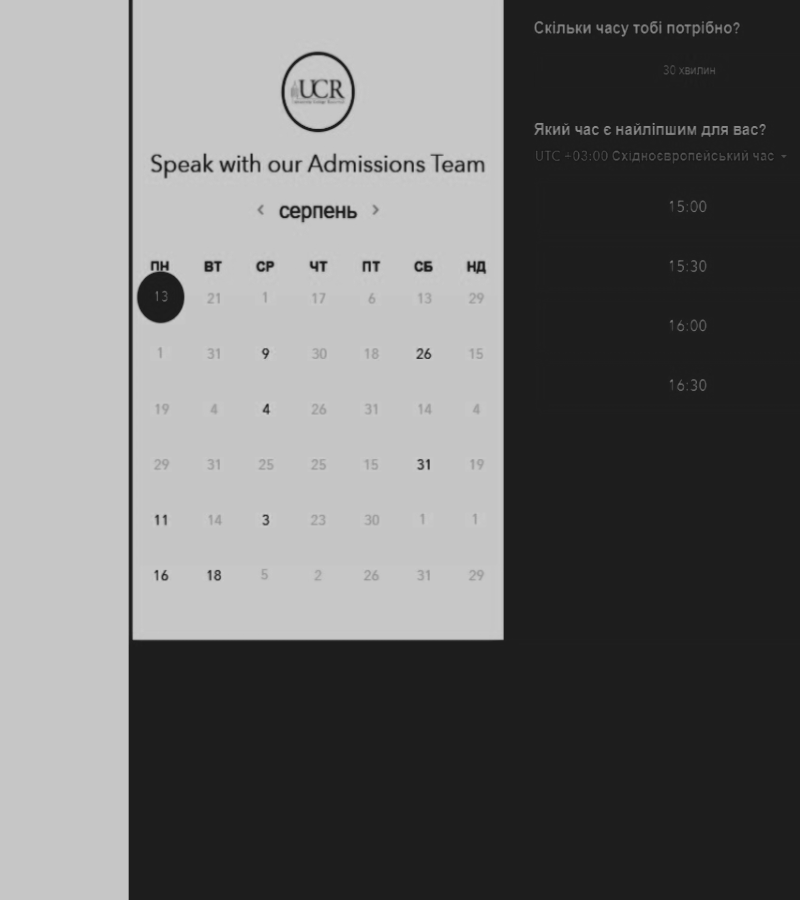 UCR
Speak with our Admissions Team
‹ серпень ›
ПН ВТ СР ЧТ ПТ СБ НД
13 21 1 17 6 13 29
1 31 9 30 18 26 15
19 4 4 26 31 14 4
29 31 25 25 15 31 19
11 14 3 23 30 1 1
16 18 5 2 26 31 29
Скільки часу тобі потрібно?
30 хвилин
Який час є найліпшим для вас?
UTC +03:00 Східноєвропейський час
15:00
15:30
16:00
16:30